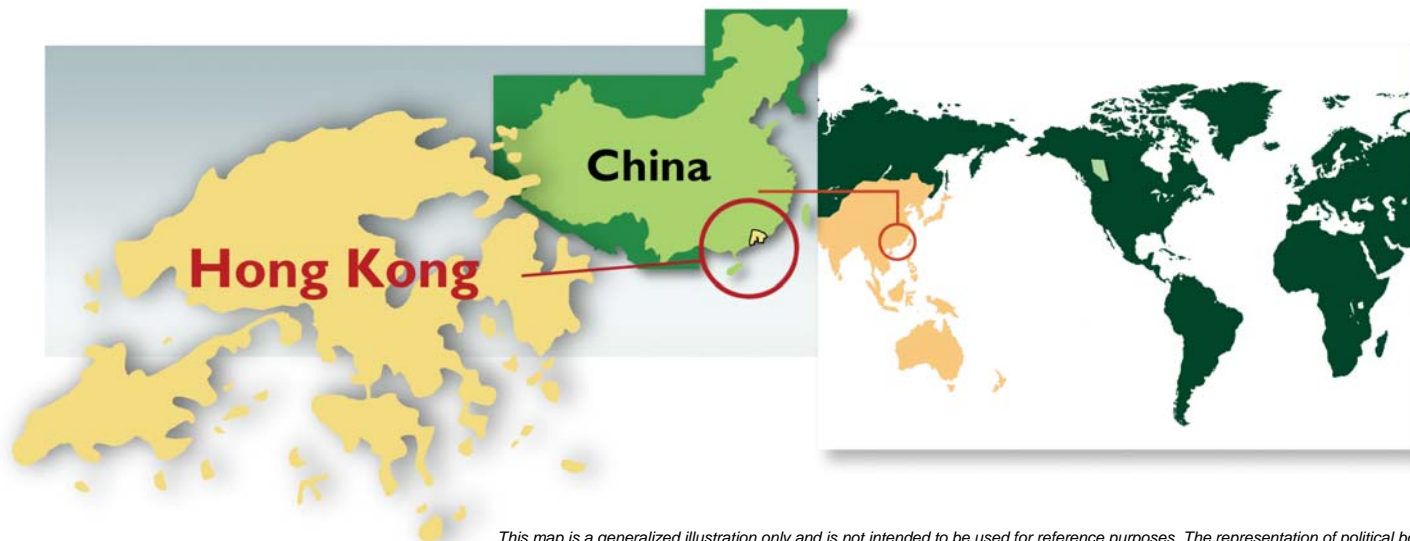 China
Hong Kong
This map is a generalized illustration only and is not intended to be used for reference purposes. The representation of political